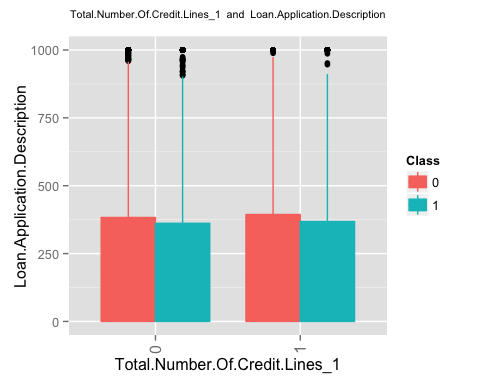 Total.Number.Of.Credit.Lines_1 and Loan.Application.Description
1000
750
500
250
0
Loan.Application.Description
0
1
Total.Number.Of.Credit.Lines_1
Class
0
1